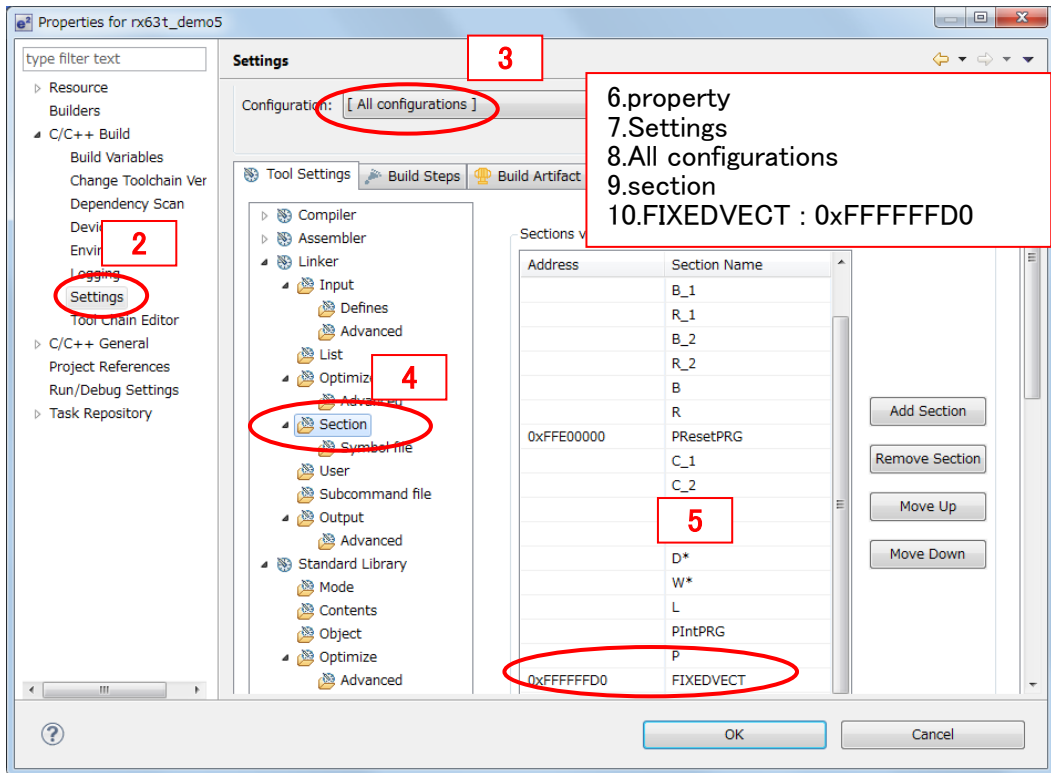 e² Properties for rx63t_demo5
type filter text
Resource
Builders
C/C++ Build
Build Variables
Change Toolchain Ver
Dependency Scan
Devi
Envir
2
Logging
Settings
Tool Chain Editor
C/C++ General
Project References
Run/Debug Settings
Task Repository
Settings
3
Configuration: [ All configurations ]
6.property
7.Settings
8.All configurations
9.section
10.FIXEDVECT : 0xFFFFFFD0
Tool Settings Build Steps Build Artifact
Compiler
Assembler
Linker
Input
Defines
Advanced
List
Optimize
4
Advanced
Section
Symbol file
User
Subcommand file
Output
Advanced
Standard Library
Mode
Contents
Object
Optimize
Advanced
Sections v
Address Section Name
B_1
R_1
B_2
R_2
B
R
0xFFE00000 PResetPRG
C_1
C_2
5
D*
W*
L
PIntPRG
P
0xFFFFFFD0 FIXEDVECT
Add Section
Remove Section
Move Up
Move Down
OK Cancel